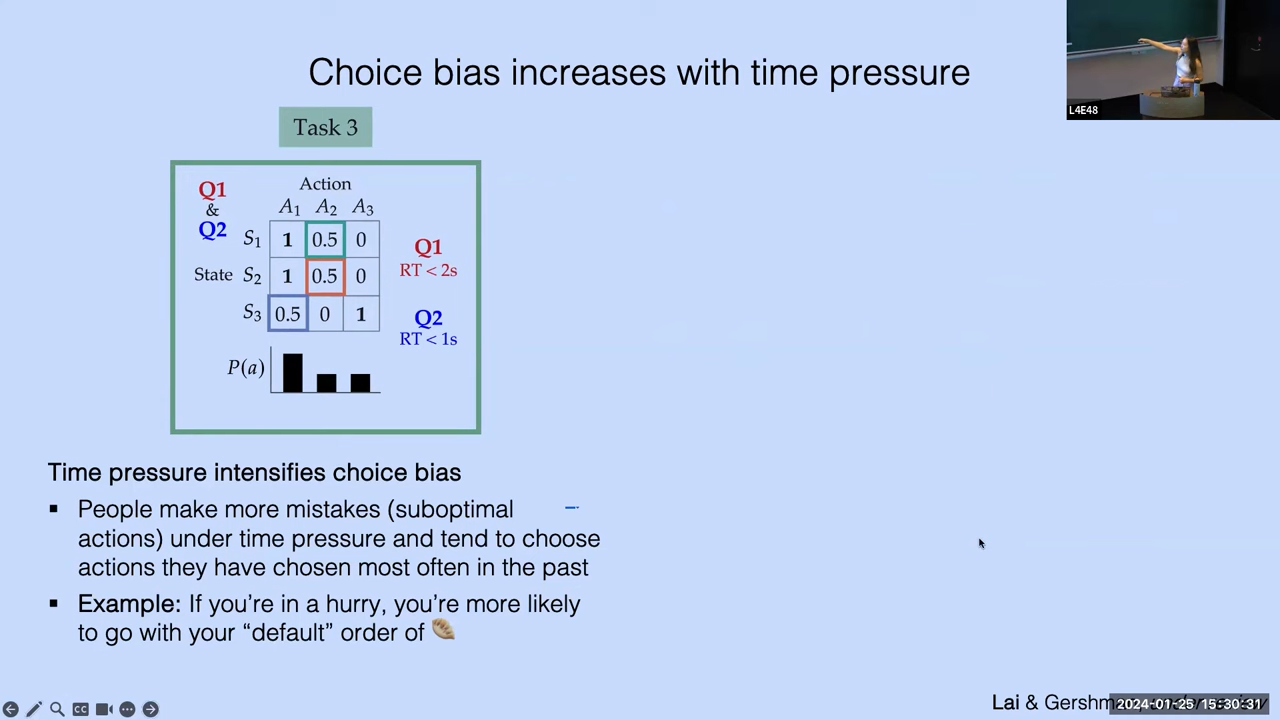 Choice bias increases with time pressure
L4E48
Task 3
Q1
&
Q2
Action
A1 A2 A3
State
S1 1 0.5 0
S2 1 0.5 0
S3 0.5 0 1
P(a)
Q1
RT < 2s
Q2
RT < 1s
Time pressure intensifies choice bias
▪ People make more mistakes (suboptimal
actions) under time pressure and tend to choose
actions they have chosen most often in the past
▪ Example: If you're in a hurry, you're more likely
to go with your “default” order of
CC
Lai & Gershm
2024-01-25 15:30:31